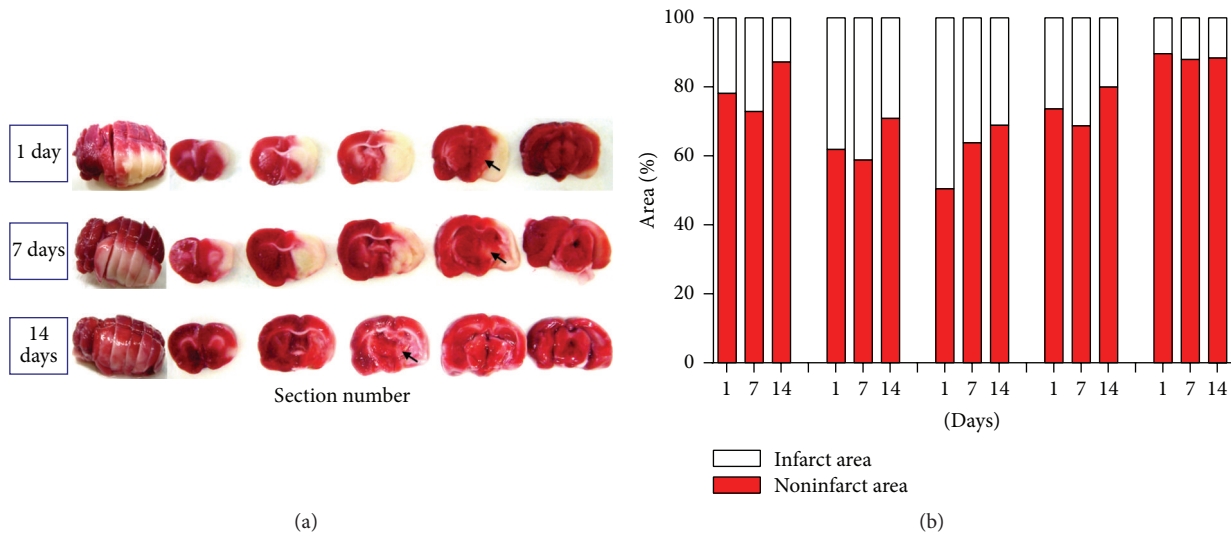 1 day
7 days
14
days
Section number
(a)
100
80
60
40
20
0
Area (%)
1 7 14 1 7 14 1 7 14 1 7 14 1 7 14
(Days)
Infarct area
Noninfarct area
(b)